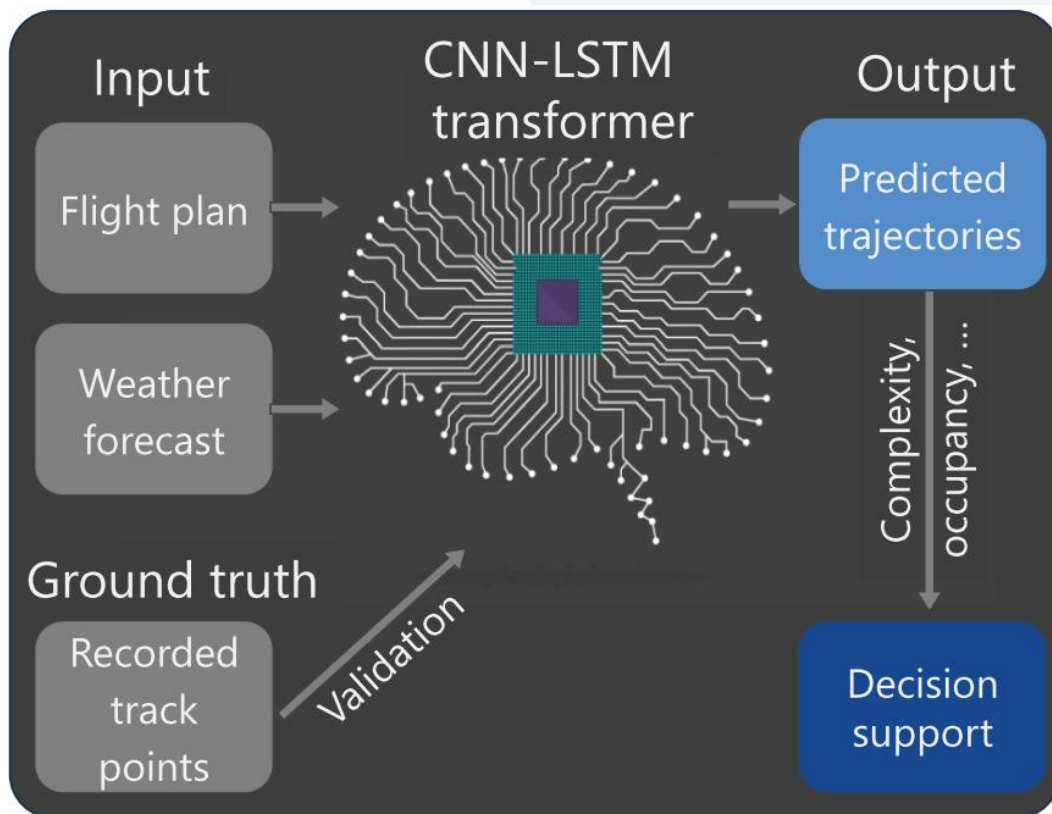 Input
Flight plan
Weather
forecast
Ground truth
Recorded
track
points
Validation
CNN-LSTM
transformer
Output
Predicted
trajectories
Complexity,
occupancy, ...
Decision
support